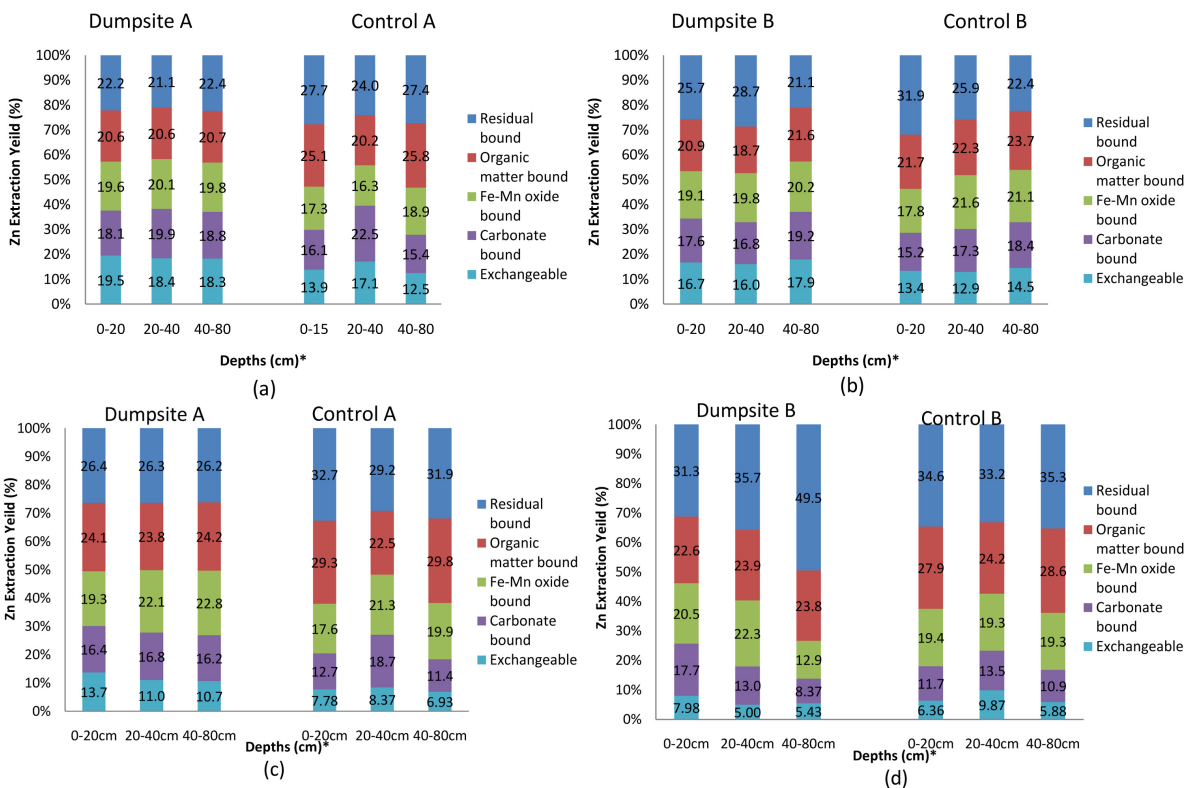 Dumpsite A Control A
Zn Extraction Yeild (%)
100%
90%
80%
70%
60%
50%
40%
30%
20%
10%
0%
22.2 21.1 22.4 27.7 24.0 27.4
20.6 20.6 20.7 25.1 20.2 25.8
19.6 20.1 19.8 17.3 16.3 18.9
18.1 19.9 18.8 16.1 22.5 15.4
19.5 18.4 18.3 13.9 17.1 12.5
0-20 20-40 40-80 0-15 20-40 40-80
Depths (cm)*
Residual
bound
Organic
matter bound
Fe-Mn oxide
bound
Carbonate
bound
Exchangeable
(a)
Dumpsite B Control B
Zn Extraction Yeild (%)
100%
90%
80%
70%
60%
50%
40%
30%
20%
10%
0%
25.7 28.7 21.1 31.9 25.9 22.4
20.9 18.7 21.6 21.7 22.3 23.7
19.1 19.8 20.2 17.8 21.6 21.1
17.6 16.8 19.2 15.2 17.3 18.4
16.7 16.0 17.9 13.4 12.9 14.5
0-20 20-40 40-80 0-20 20-40 40-80
Depths (cm)*
Residual
bound
Organic
matter bound
Fe-Mn oxide
bound
Carbonate
bound
Exchangeable
(b)
Dumpsite A Control A
Zn Extraction Yeild (%)
100%
90%
80%
70%
60%
50%
40%
30%
20%
10%
0%
26.4 26.3 26.2 32.7 29.2 31.9
24.1 23.8 24.2 29.3 22.5 29.8
19.3 22.1 22.8 17.6 21.3 19.9
16.4 16.8 16.2 12.7 18.7 11.4
13.7 11.0 10.7 7.78 8.37 6.93
0-20cm 20-40cm 40-80cm 0-20cm 20-40cm 40-80cm
Depths (cm)*
Residual
bound
Organic
matter bound
Fe-Mn oxide
bound
Carbonate
bound
Exchangeable
(c)
Dumpsite B Control B
Zn Extraction Yeild (%)
100%
80%
70%
60%
50%
40%
30%
20%
10%
0%
31.3 35.7 49.5 34.6 33.2 35.3
22.6 23.9 23.8 27.9 24.2 28.6
20.5 22.3 12.9 19.4 19.3 19.3
17.7 13.0 8.37 11.7 13.5 10.9
7.98 5.00 5.43 6.36 9.87 5.88
0-20cm 20-40cm 40-80cm 0-20cm 20-40cm 40-80cm
Depths (cm)*
Residual
bound
Organic
matter bound
Fe-Mn oxide
bound
Carbonate
bound
Exchangeable
(d)